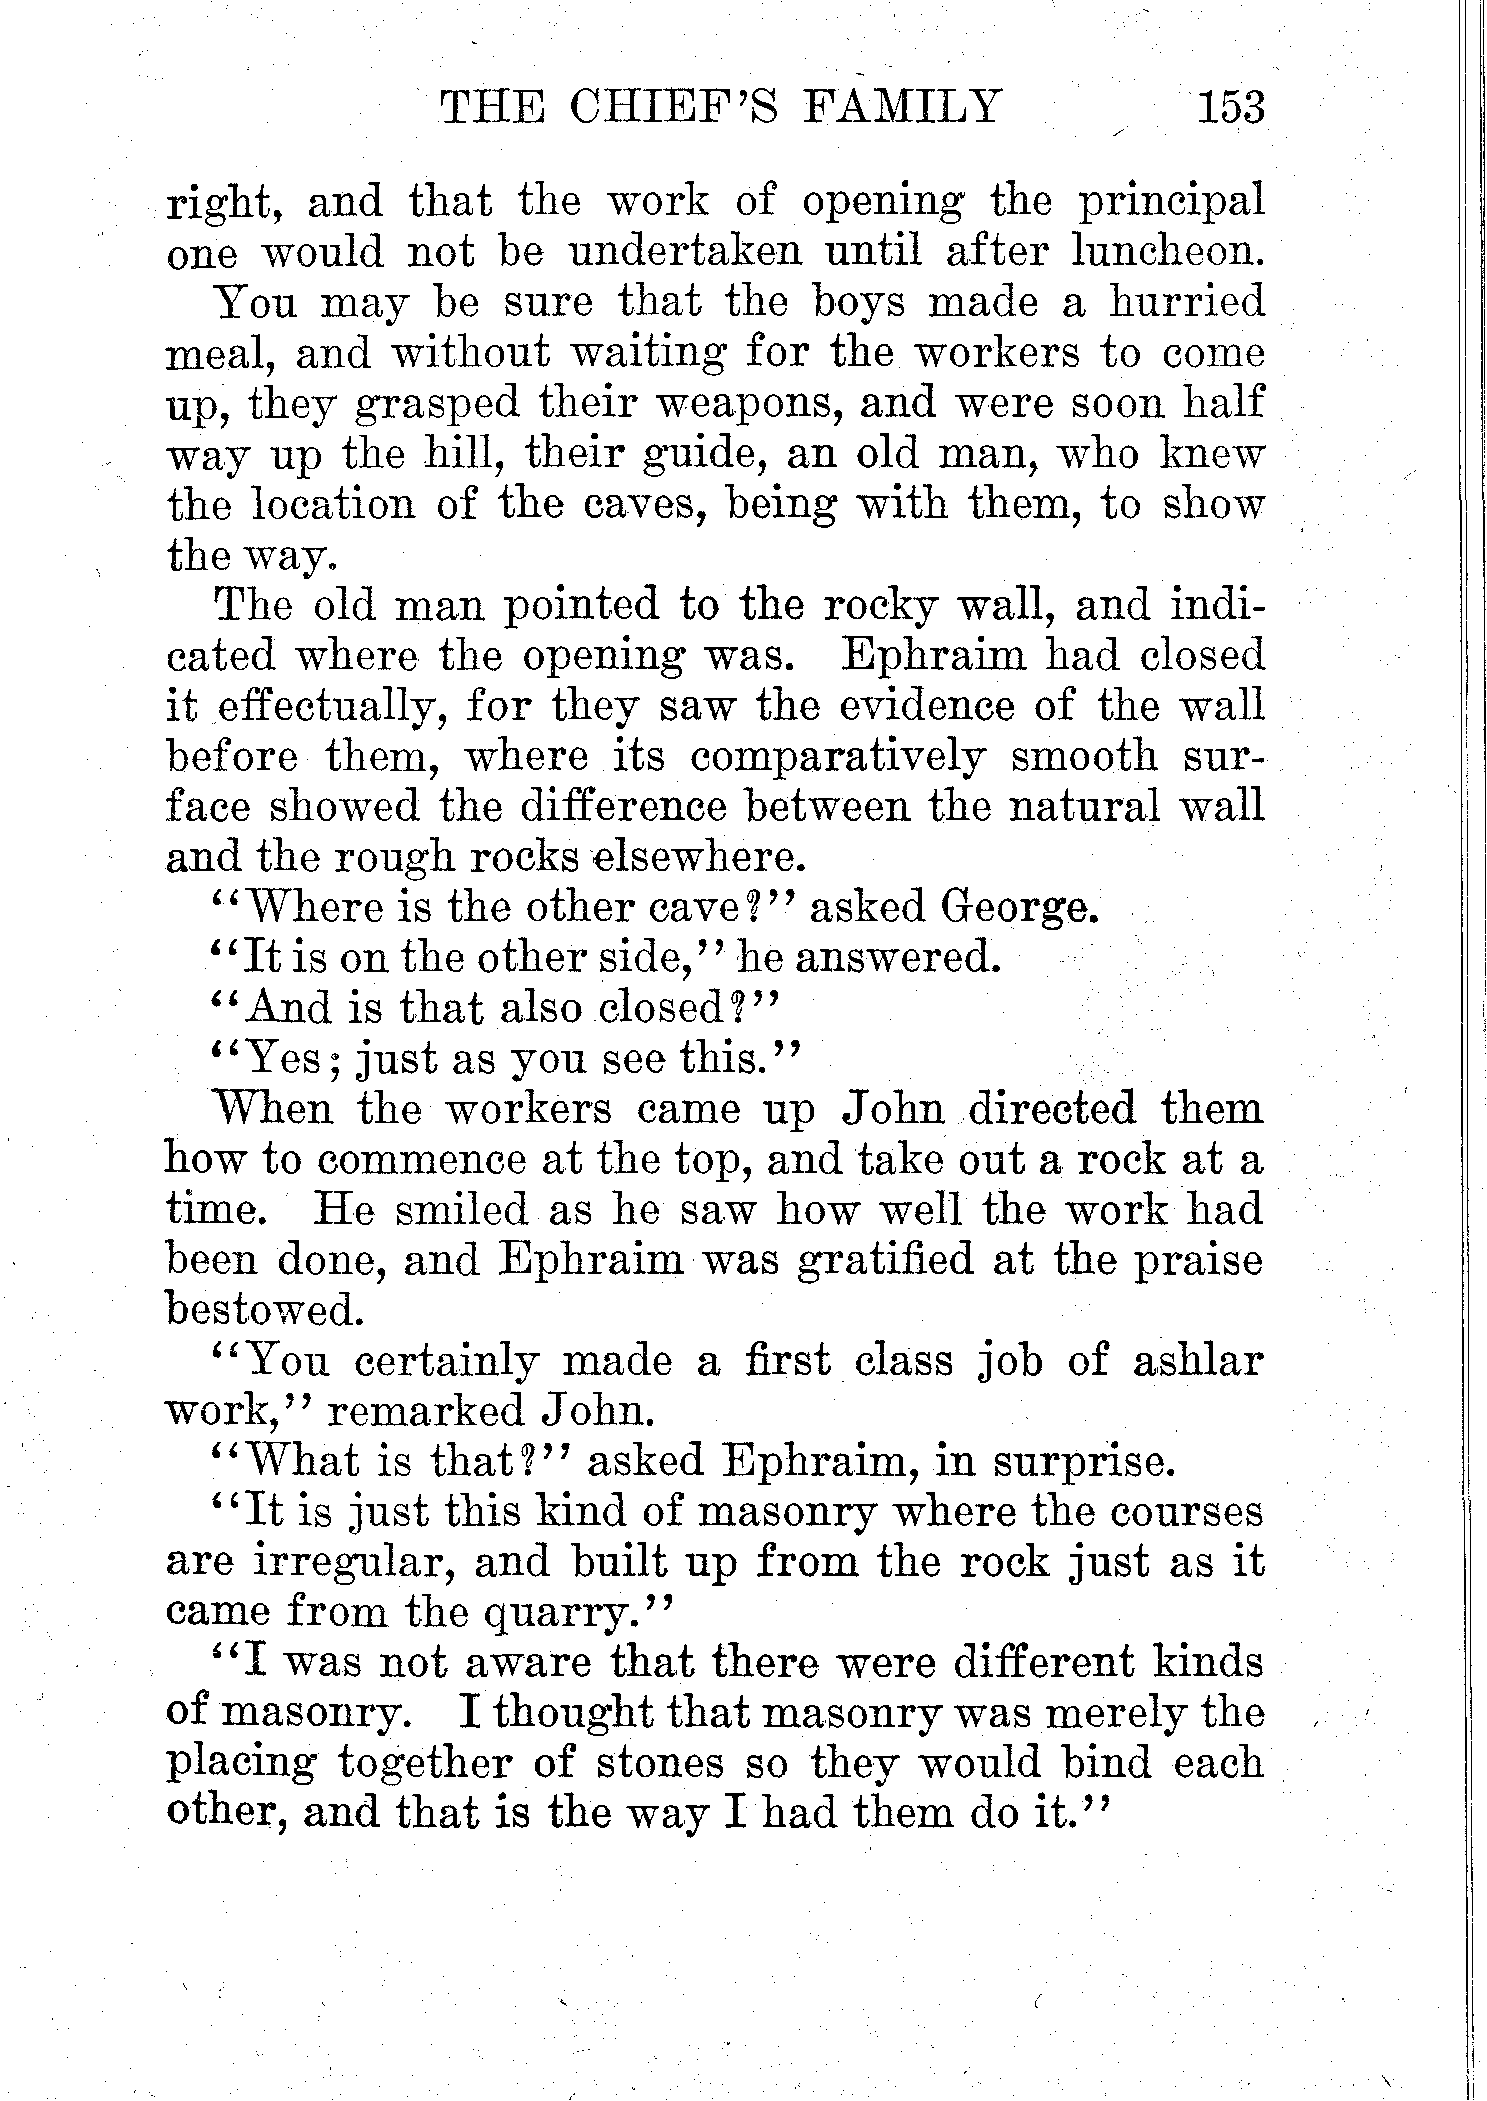 THE CHIEF'S FAMILY 153
right, and that the work of opening the principal
one would not be undertaken until after luncheon.
You may be sure that the boys made a hurried
meal, and without waiting for the workers to come
up, they grasped their weapons, and were soon half
way up the hill, their guide, an old man, who knew
the location of the caves, being with them, to show
the way.
The old man pointed to the rocky wall, and indi-
cated where the opening was. Ephraim had closed
it effectually, for they saw the evidence of the wall
before them, where its comparatively smooth sur-
face showed the difference between the natural wall
and the rough rocks elsewhere.
"Where is the other cave?" asked George.
"It is on the other side," he answered.
"And is that also closed?"
"Yes; just as you see this."
When the workers came up John directed them
how to commence at the top, and take out a rock at a
time. He smiled as he saw how well the work had
been done, and Ephraim was gratified at the praise
bestowed.
"You certainly made a first class job of ashlar
work," remarked John.
"What is that?" asked Ephraim, in surprise.
"It is just this kind of masonry where the courses
are irregular, and built up from the rock just as it
came from the quarry."
"I was not aware that there were different kinds
of masonry. I thought that masonry was merely the
placing together of stones so they would bind each
other, and that is the way I had them do it."